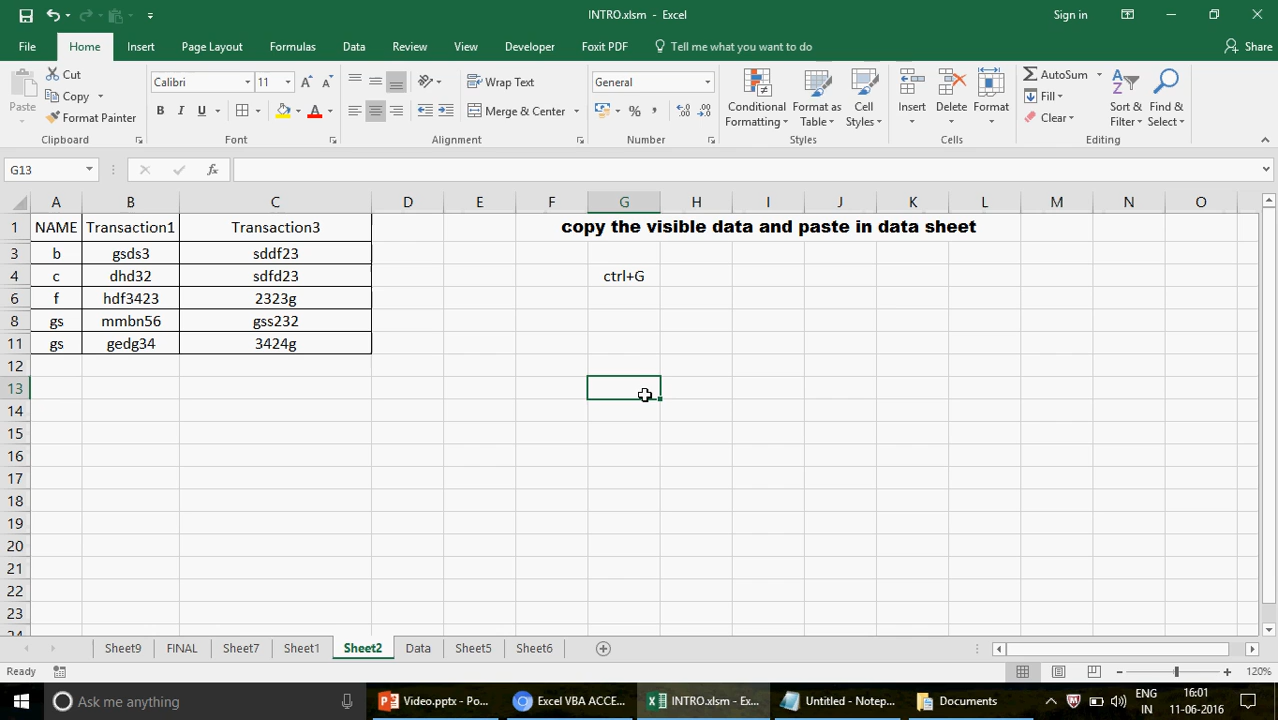 INTRO.xlsm - Excel
Sign in
File Home Insert Page Layout Formulas Data Review View Developer Foxit PDF Tell me what you want to do Share
Paste
Cut
Copy
Format Painter
Clipboard
Calibri 11
B I U
Font
Wrap Text
Merge & Center
Alignment
General
Number
Conditional Formatting
Format as Table
Cell Styles
Styles
Insert Delete Format
Cells
AutoSum
Fill
Clear
Sort & Filter
Find & Select
Editing
G13
fx
A B C D E F G H I J K L M N O
1 NAME Transaction1 Transaction3 copy the visible data and paste in data sheet
3 b gsds3 sddf23
4 c dhd32 sdfd23 ctrl+G
6 f hdf3423 2323g
8 gs mmbn56 gss232
11 gs gedg34 3424g
12
13
14
15
16
17
18
19
20
21
22
23
24
Sheet9 FINAL Sheet7 Sheet1 Sheet2 Data Sheet5 Sheet6
Ready 120%
Ask me anything
Video.pptx - Po...
Excel VBA ACCE...
INTRO.xlsm - Ex...
Untitled - Notep...
Documents
ENG IN
16:01
11-06-2016